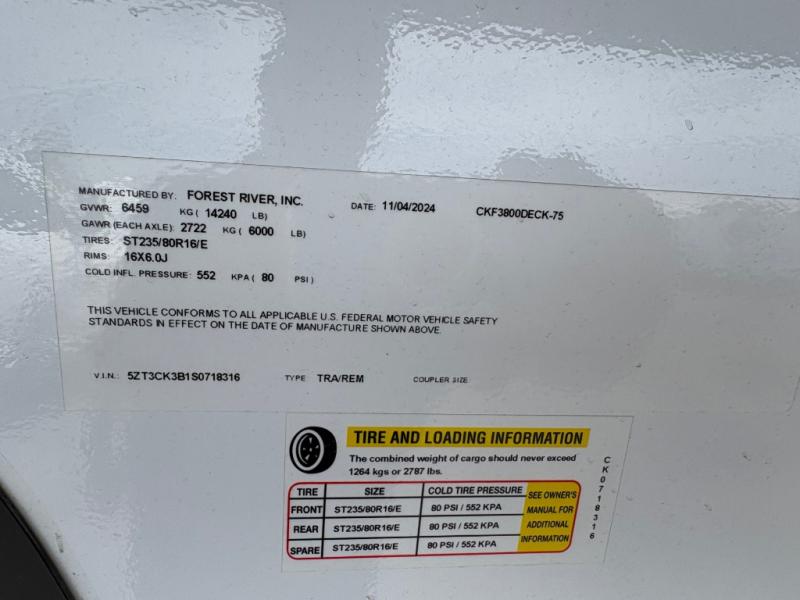 MANUFACTURED BY: FOREST RIVER, INC. DATE: 11/04/2024 CKF3800DECK-75
GVWR: 6459 KG ( 14240 LB)
GAWR (EACH AXLE): 2722 KG ( 6000 LB)
TIRES: ST235/80R16/E
RIMS: 16X6.0J
COLD INFL. PRESSURE: 552 KPA ( 80 PSI )
THIS VEHICLE CONFORMS TO ALL APPLICABLE U.S. FEDERAL MOTOR VEHICLE SAFETY
STANDARDS IN EFFECT ON THE DATE OF MANUFACTURE SHOWN ABOVE.
V.I.N.: 5ZT3CK3B1S0718316 TYPE TRA/REM COUPLER SIZE
TIRE AND LOADING INFORMATION
The combined weight of cargo should never exceed
1264 kgs or 2787 lbs.
TIRE SIZE COLD TIRE PRESSURE
FRONT ST235/80R16/E 80 PSI / 552 KPA
REAR ST235/80R16/E 80 PSI / 552 KPA
SPARE ST235/80R16/E 80 PSI / 552 KPA
SEE OWNER'S
MANUAL FOR
ADDITIONAL
INFORMATION
CK0718316